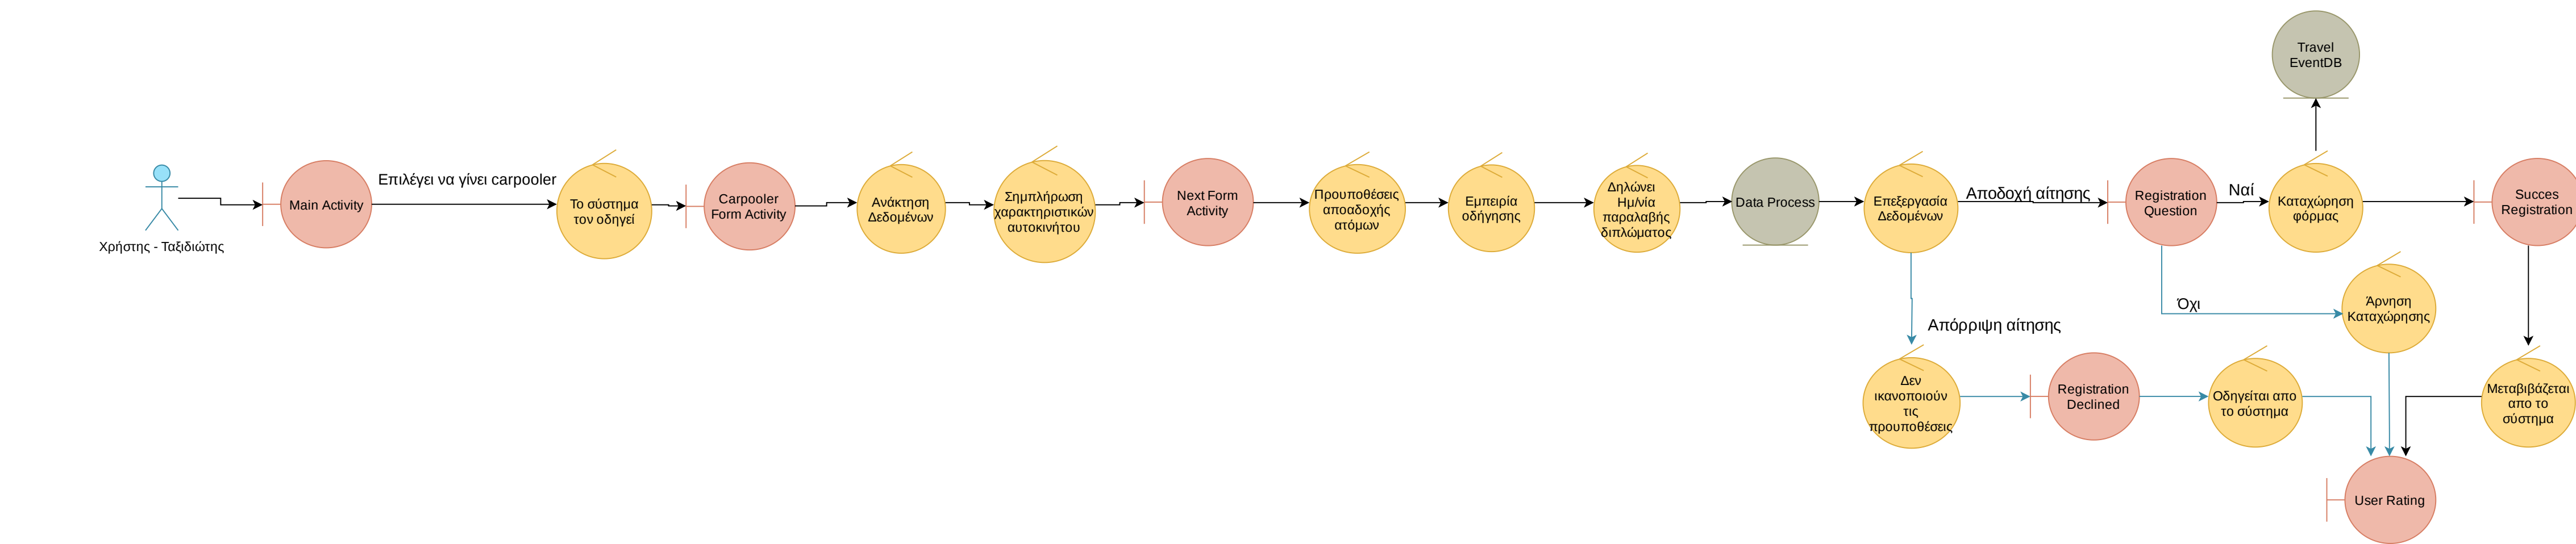 Χρήστης - Ταξιδιώτης
Main Activity
Επιλέγει να γίνει carpooler
Το σύστημα
τον οδηγεί
Carpooler
Form Activity
Ανάκτηση
Δεδομένων
Σημπλήρωση
χαρακτηριστικών
αυτοκινήτου
Next Form
Activity
Προυποθέσεις
αποαδοχής
ατόμων
Εμπειρία
οδήγησης
Δηλώνει
Ημ/νία
παραλαβής
διπλώματος
Data Process
Επεξεργασία
Δεδομένων
Αποδοχή αίτησης
Registration
Question
Ναί
Καταχώρηση
φόρμας
Travel
EventDB
Succes
Registration
Όχι
Άρνηση
Καταχώρησης
Απόρριψη αίτησης
Δεν
ικανοποιούν
τις
προυποθέσεις
Registration
Declined
Οδηγείται απο
το σύστημα
Μεταβιβάζεται
απο το
σύστημα
User Rating